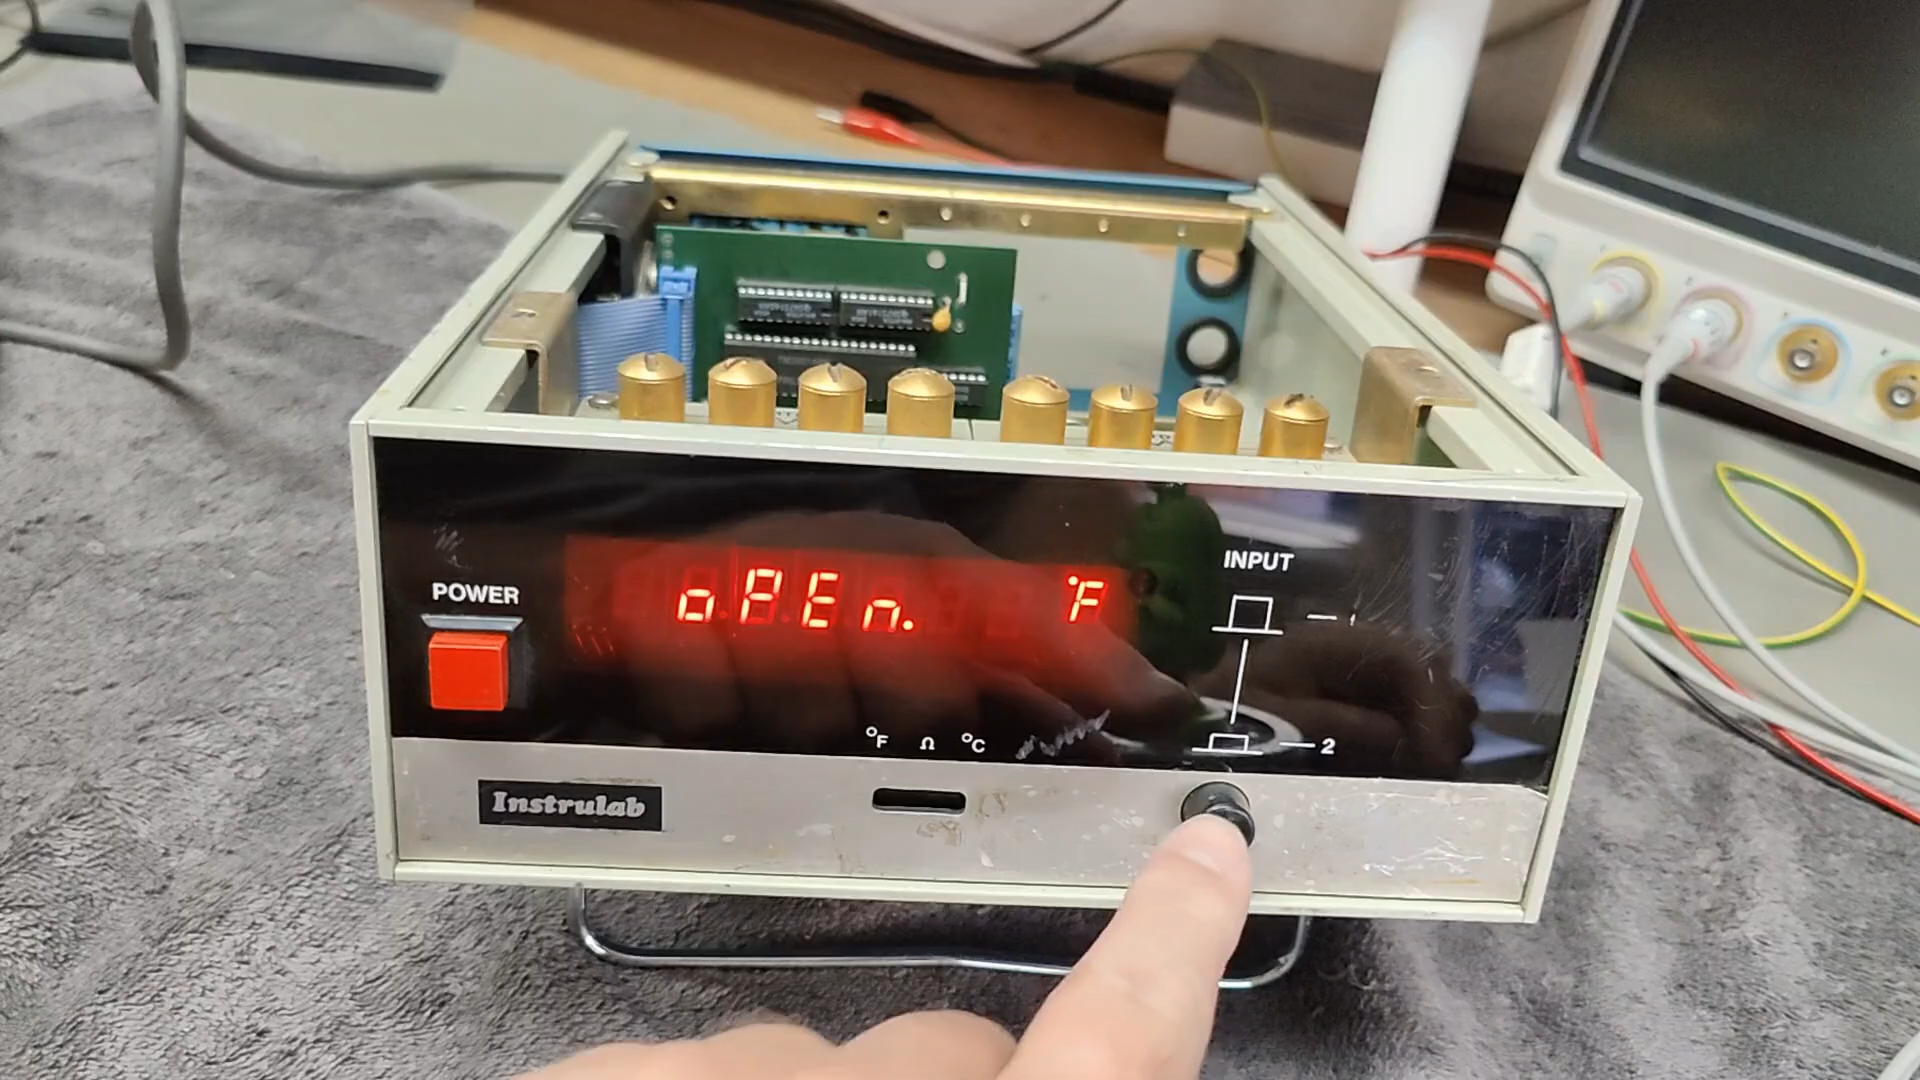 POWER
oPEn. °F
INPUT
1
2
°F Ω °C
Instrulab